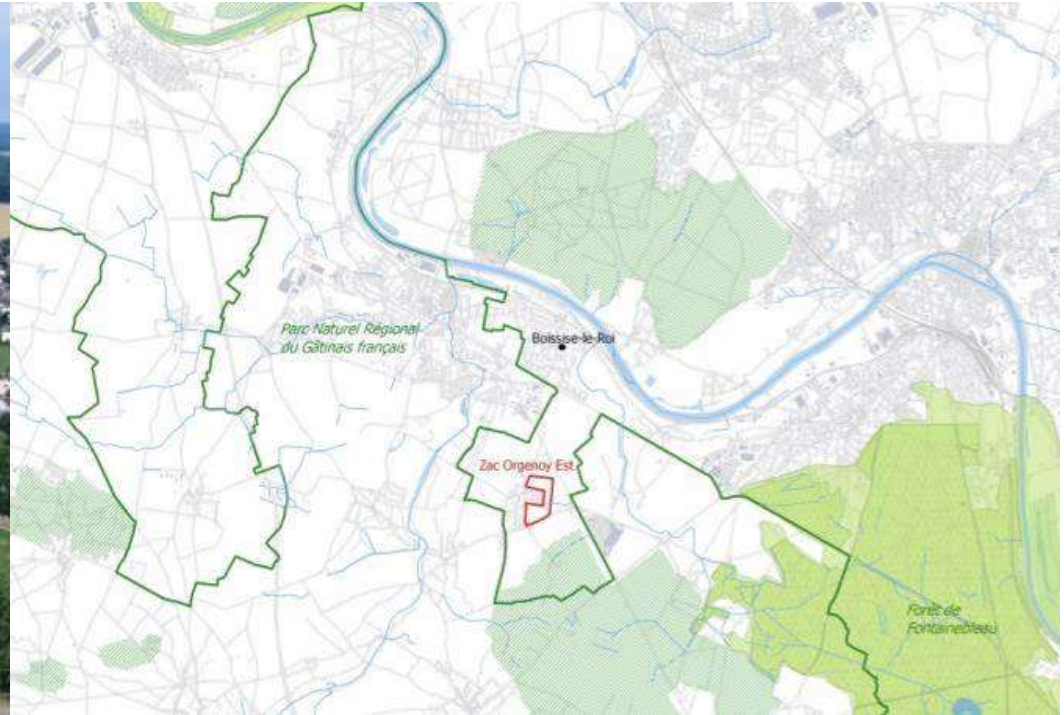 Parc Naturel Régional
du Gâtinais français
Boissise-le-Roi
Zac Orgenoy Est
Forêt de
Fontainebleau